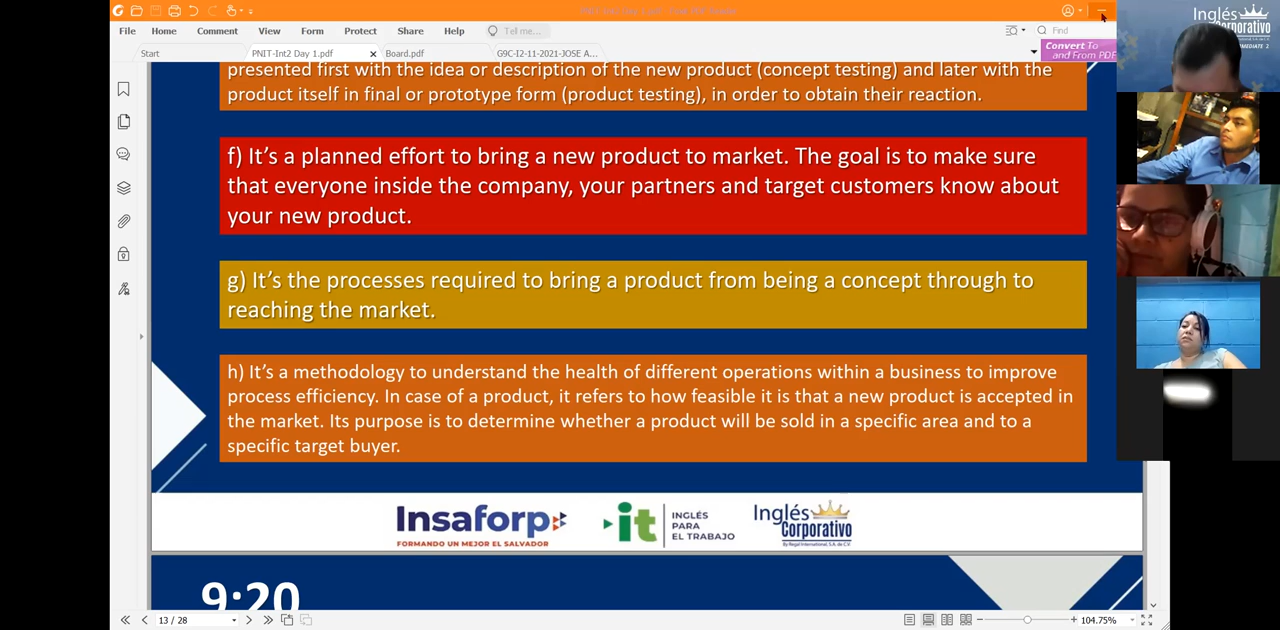 File Home Comment View Form Protect Share Help Tell me... Find
Start PNIT-Int2 Day 1.pdf Board.pdf G9C-I2-11-2021-JOSE A...
Convert To
and From PDF
Inglés
Corporativo
presented first with the idea or description of the new product (concept testing) and later with the
product itself in final or prototype form (product testing), in order to obtain their reaction.
f) It’s a planned effort to bring a new product to market. The goal is to make sure
that everyone inside the company, your partners and target customers know about
your new product.
g) It’s the processes required to bring a product from being a concept through to
reaching the market.
h) It’s a methodology to understand the health of different operations within a business to improve
process efficiency. In case of a product, it refers to how feasible it is that a new product is accepted in
the market. Its purpose is to determine whether a product will be sold in a specific area and to a
specific target buyer.
Insaforp
FORMANDO UN MEJOR EL SALVADOR
it
INGLÉS
PARA
EL TRABAJO
Inglés
Corporativo
By Regal International, S.A. de C.V.
9:20
13 / 28
104.75%